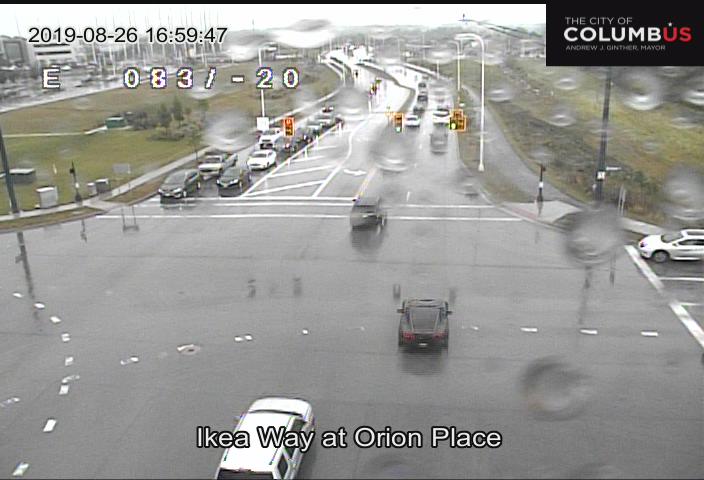 2019-08-26 16:59:47
THE CITY OF
COLUMBUS
ANDREW J. GINTHER, MAYOR
E 083/-20
Ikea Way at Orion Place